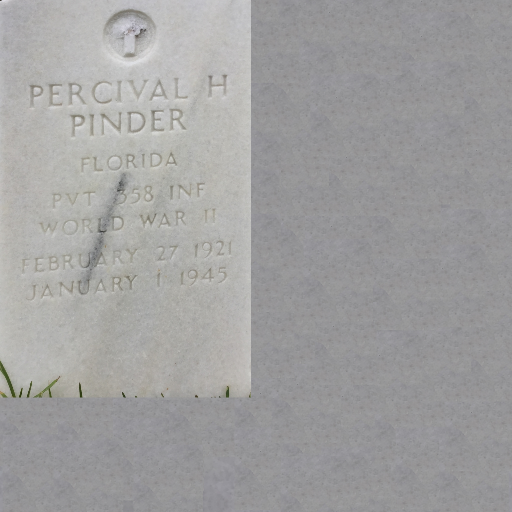 PERCIVAL H
PINDER
FLORIDA
PVT 358 INF
WORLD WAR II
FEBRUARY 27 1921
JANUARY 1 1945